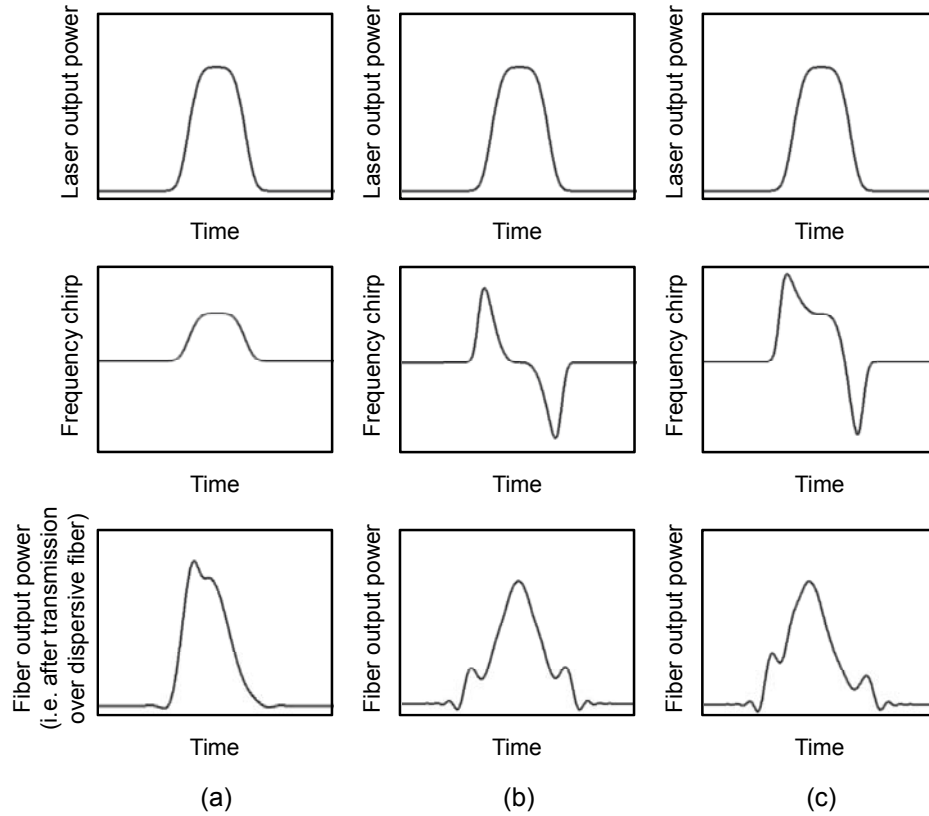 Laser output power
Time
Laser output power
Time
Laser output power
Time
Frequency chirp
Time
Frequency chirp
Time
Frequency chirp
Time
Fiber output power
(i.e. after transmission
over dispersive fiber)
Time
Fiber output power
Time
Fiber output power
Time
(a)
(b)
(c)